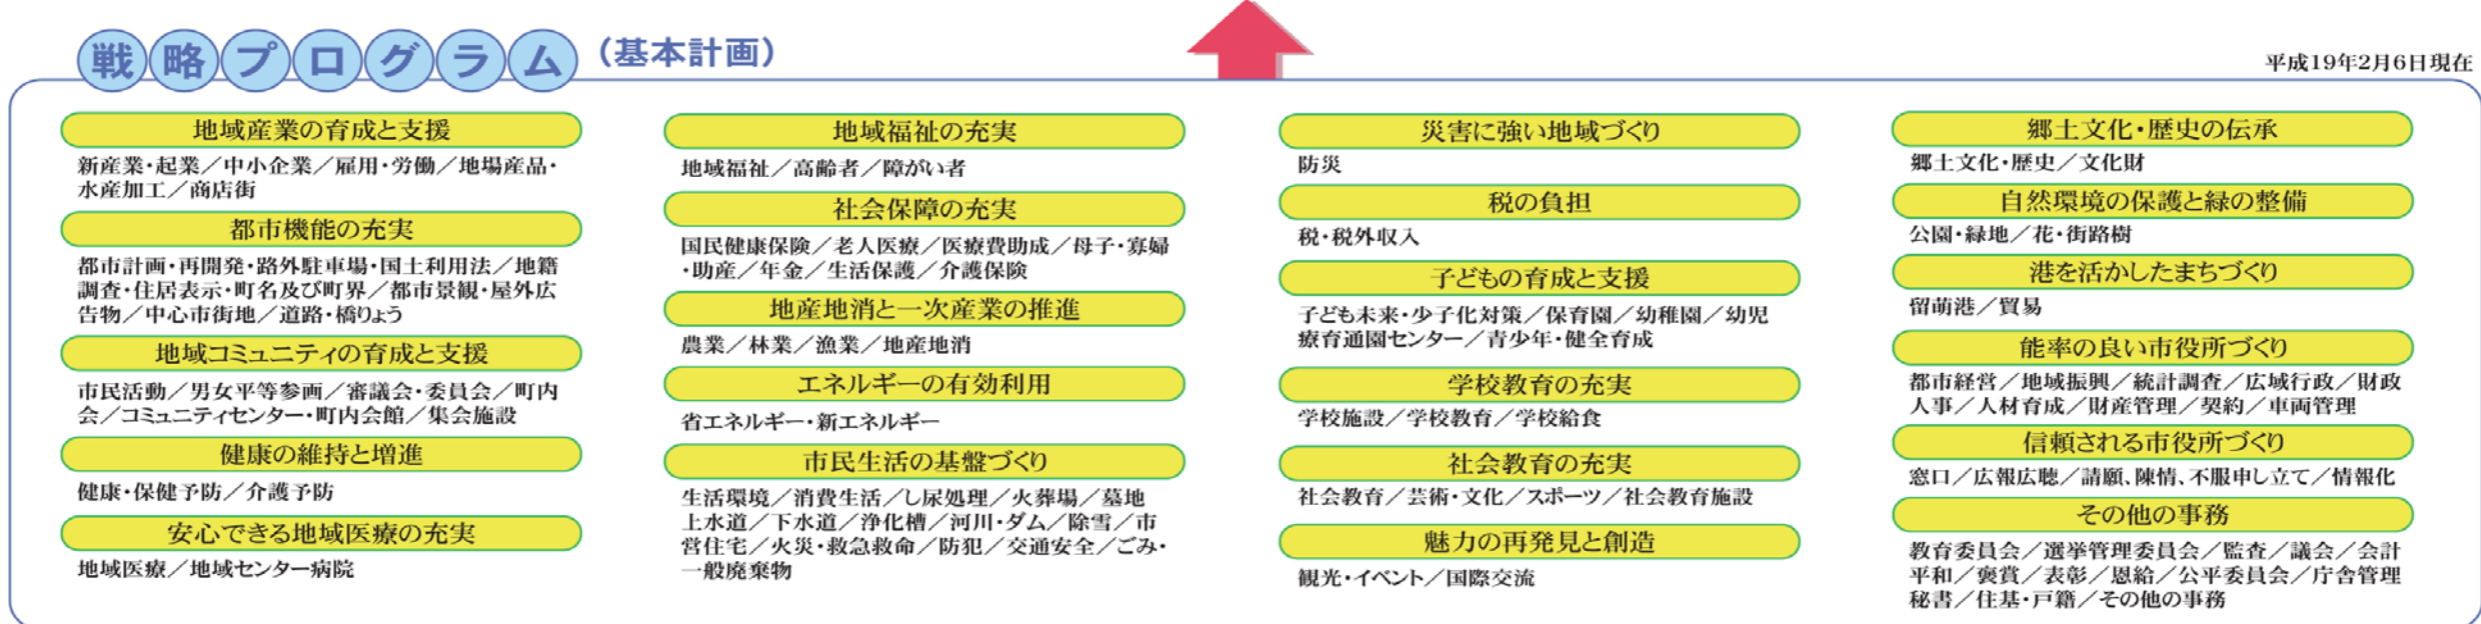 戦略プログラム（基本計画）
平成19年2月6日現在
地域産業の育成と支援
新産業・起業／中小企業／雇用・労働／地場産品・
水産加工／商店街
都市機能の充実
都市計画・再開発・路外駐車場・国土利用法／地籍
調査・住居表示・町名及び町界／都市景観・屋外広
告物／中心市街地／道路・橋りょう
地域コミュニティの育成と支援
市民活動／男女平等参画／審議会・委員会／町内
会／コミュニティセンター・町内会館／集会施設
健康の維持と増進
健康・保健予防／介護予防
安心できる地域医療の充実
地域医療／地域センター病院
地域福祉の充実
地域福祉／高齢者／障がい者
社会保障の充実
国民健康保険／老人医療／医療費助成／母子・寡婦
・助産／年金／生活保護／介護保険
地産地消と一次産業の推進
農業／林業／漁業／地産地消
エネルギーの有効利用
省エネルギー・新エネルギー
市民生活の基盤づくり
生活環境／消費生活／し尿処理／火葬場／墓地
上水道／下水道／浄化槽／河川・ダム／除雪／市
営住宅／火災・救急救命／防犯／交通安全／ごみ・
一般廃棄物
災害に強い地域づくり
防災
税の負担
税・税外収入
子どもの育成と支援
子ども未来・少子化対策／保育園／幼稚園／幼児
療育通園センター／青少年・健全育成
学校教育の充実
学校施設／学校教育／学校給食
社会教育の充実
社会教育／芸術・文化／スポーツ／社会教育施設
魅力の再発見と創造
観光・イベント／国際交流
郷土文化・歴史の伝承
郷土文化・歴史／文化財
自然環境の保護と緑の整備
公園・緑地／花・街路樹
港を活かしたまちづくり
留萌港／貿易
能率の良い市役所づくり
都市経営／地域振興／統計調査／広域行政／財政
人事／人材育成／財産管理／契約／車両管理
信頼される市役所づくり
窓口／広報広聴／請願、陳情、不服申し立て／情報化
その他の事務
教育委員会／選挙管理委員会／監査／議会／会計
平和／褒賞／表彰／恩給／公平委員会／庁舎管理
秘書／住基・戸籍／その他の事務